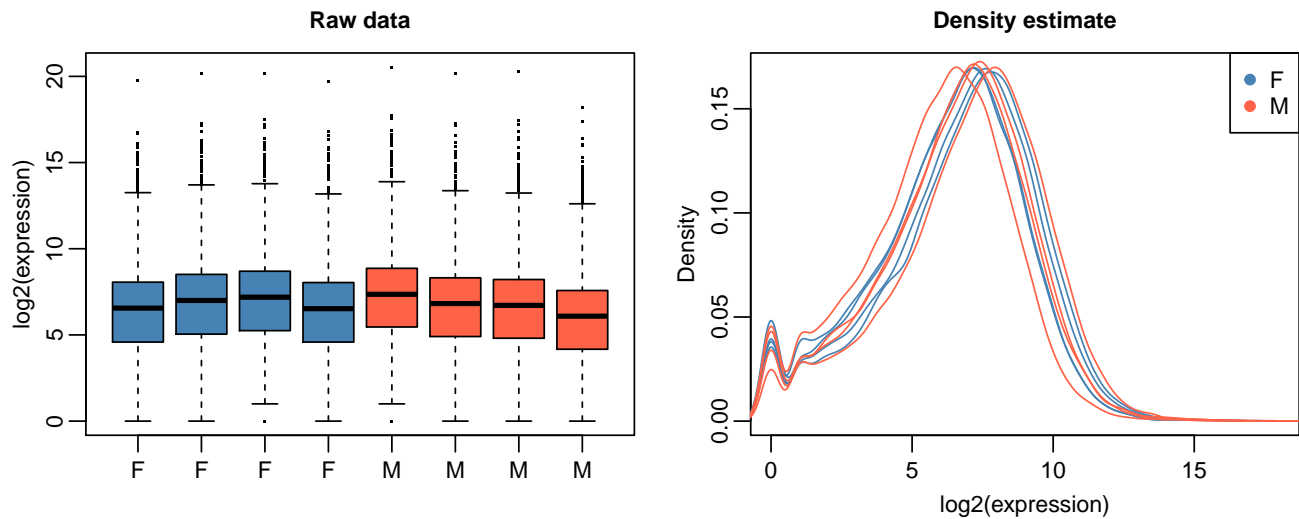 Raw data
log2(expression)
20
15
10
5
0
F F F F M M M M
Density estimate
Density
0.15
0.10
0.05
0.00
F
M
0 5 10 15
log2(expression)